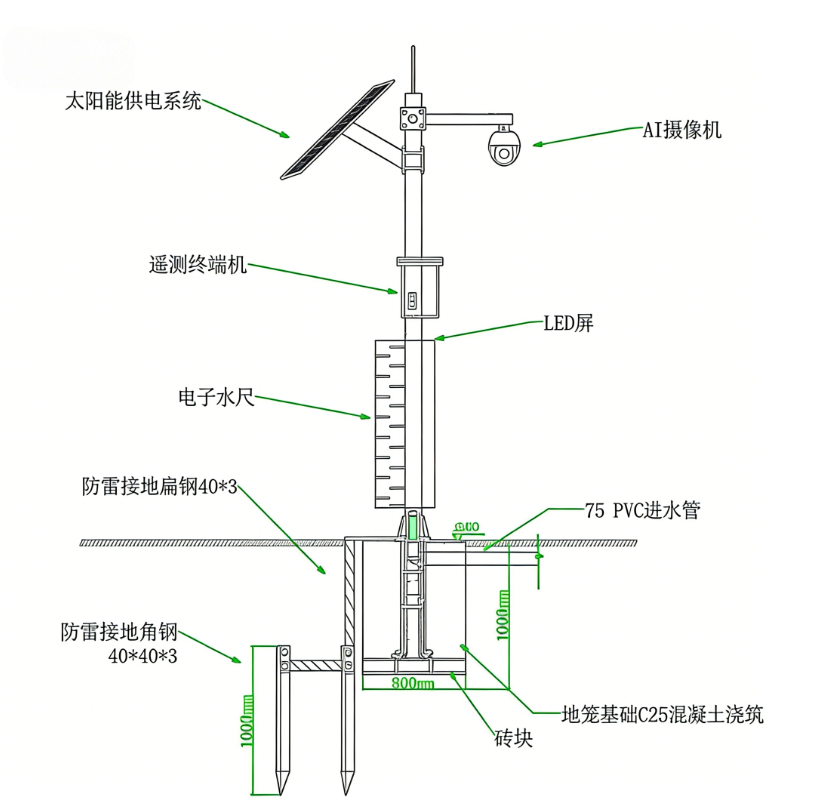 太阳能供电系统
AI摄像机
遥测终端机
LED屏
电子水尺
防雷接地扁钢40*3
75 PVC进水管
防雷接地角钢
40*40*3
1000mm
800mm
1000mm
地笼基础C25混凝土浇筑
砖块